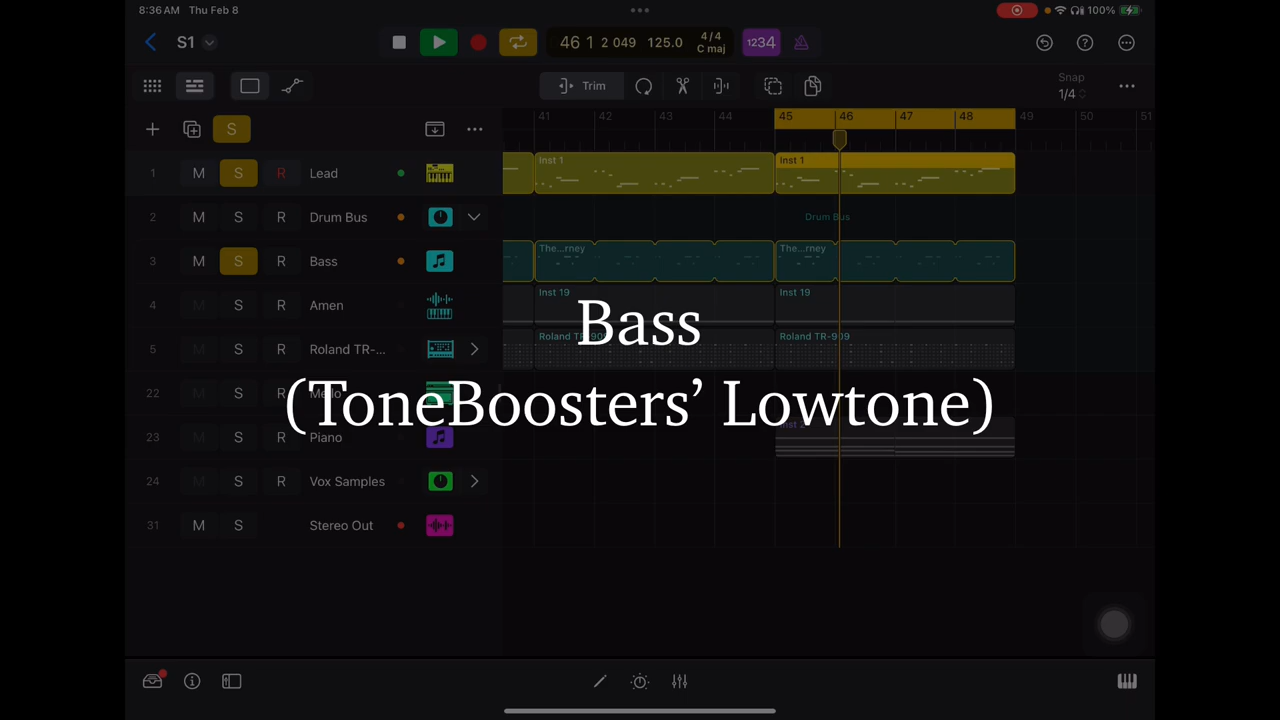 8:36 AM Thu Feb 8
100%
S1
46 1 2 049 125.0 4/4 C maj
1234
Trim
Snap
1/4
S
41 42 43 44 45 46 47 48 49 50 51
1 M S R Lead
Inst 1 Inst 1
2 M S R Drum Bus
Drum Bus
3 M S R Bass
The...rney The...rney
4 M S R Amen
Inst 19 Inst 19
Bass
5 M S R Roland TR-...
Roland TR-909 Roland TR-909
22 M S R
(ToneBoosters’ Lowtone)
23 M S R Piano
24 M S R Vox Samples
31 M S Stereo Out